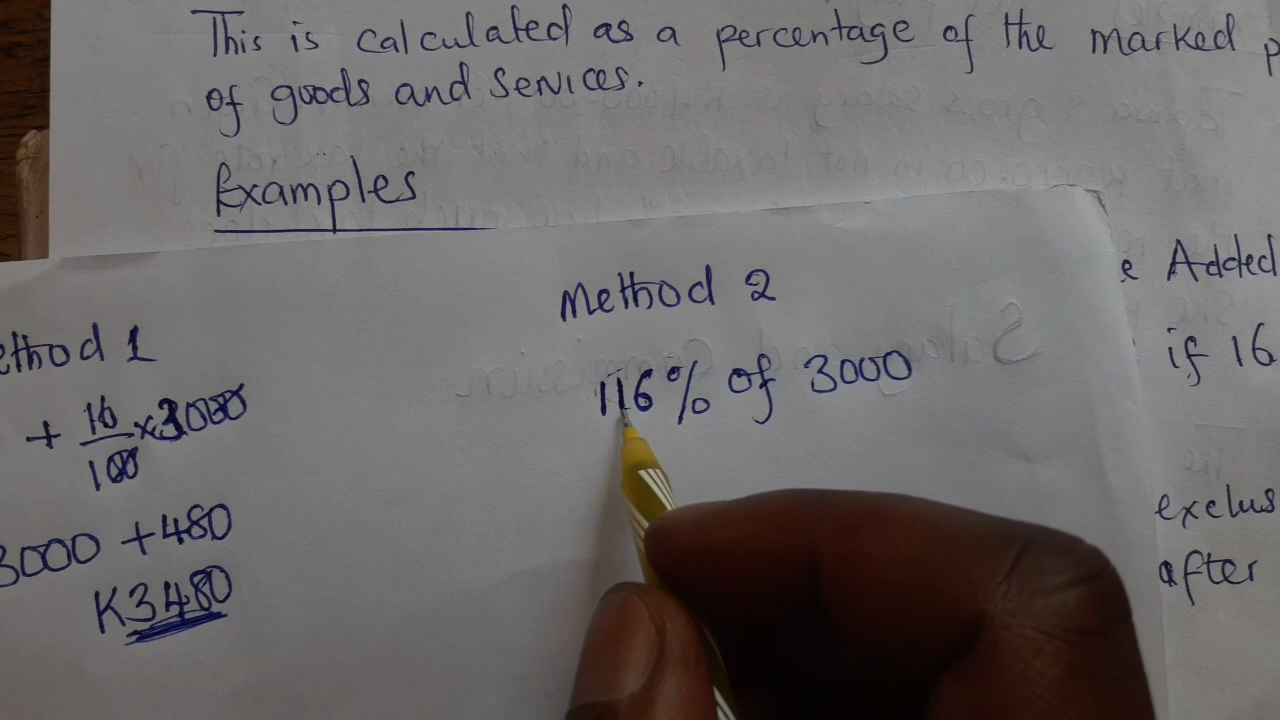 This is calculated as a percentage of the marked p
of goods and services.
Examples
e Added
if 16
exclus
after
ethod 1
+ 16/100 × 3000
3000 + 480
K3480
Method 2
116% of 3000